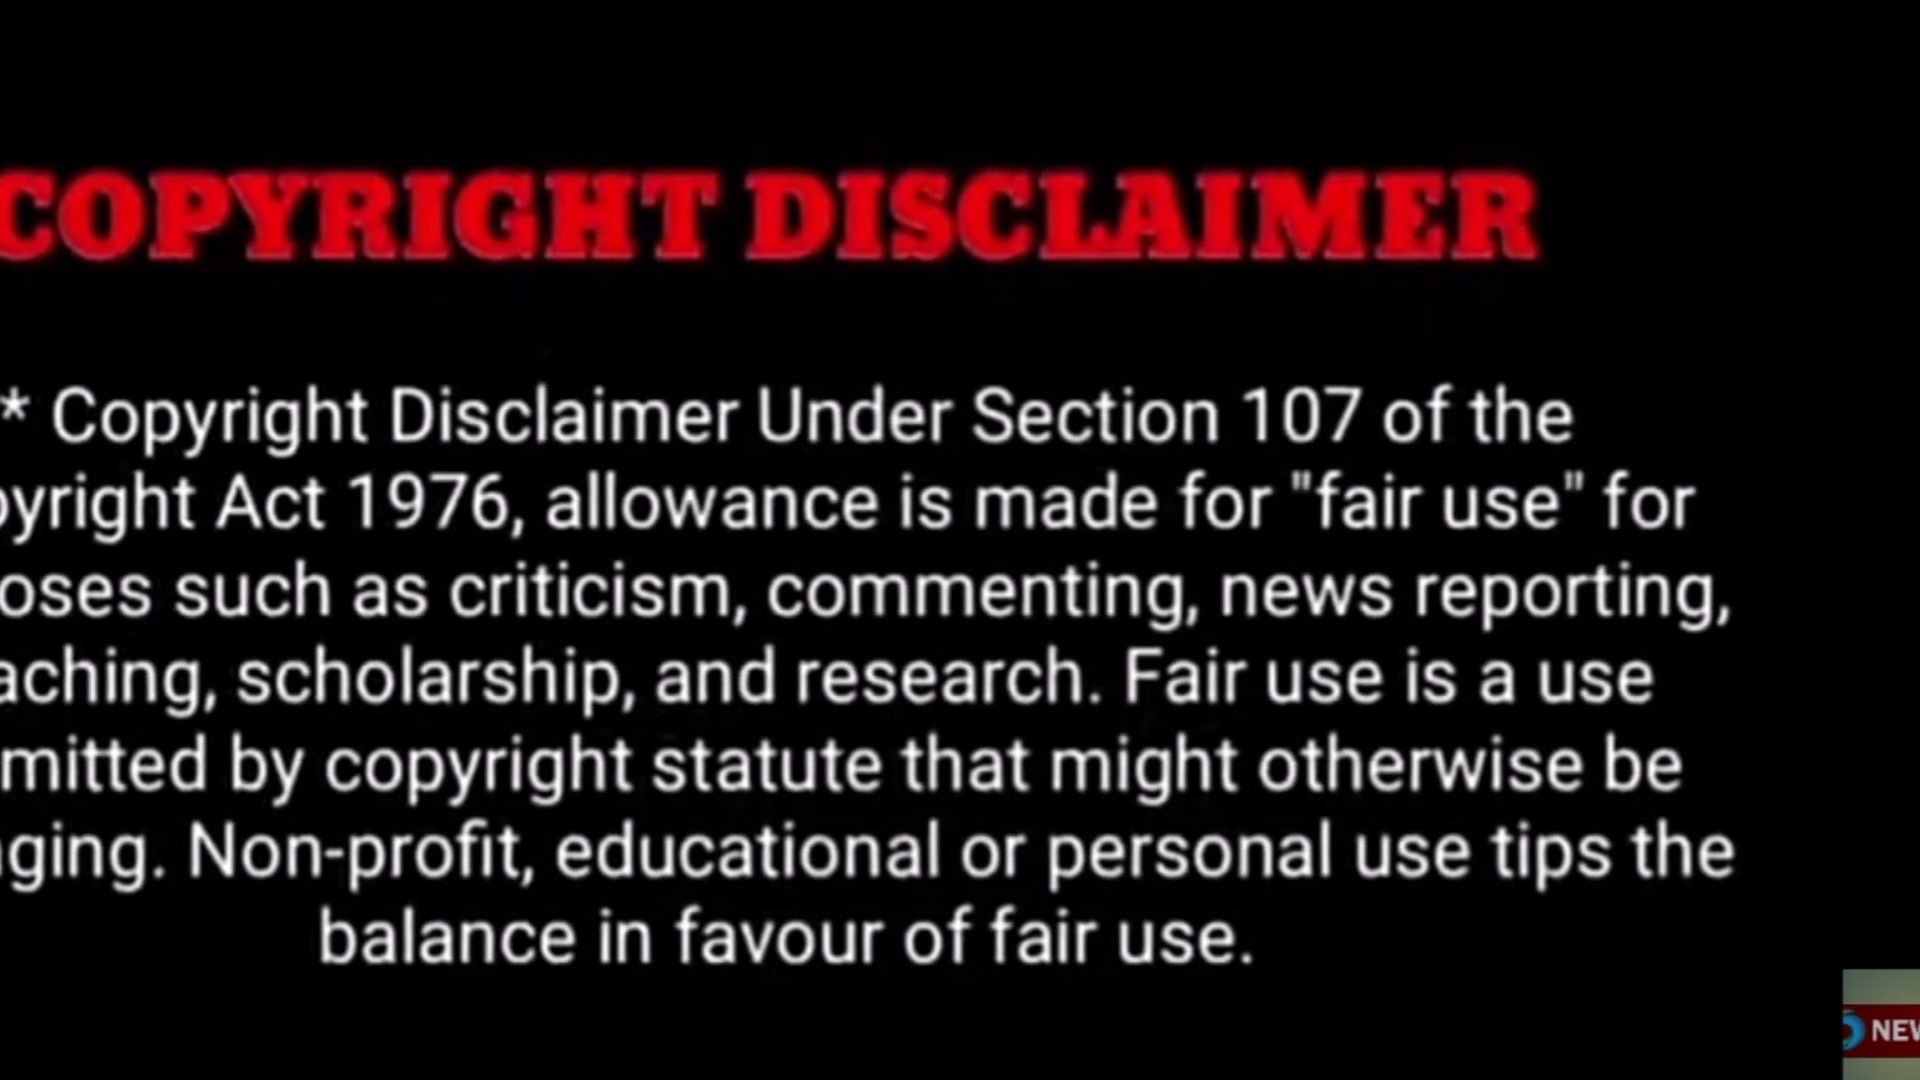 COPYRIGHT DISCLAIMER
* Copyright Disclaimer Under Section 107 of the
pyright Act 1976, allowance is made for "fair use" for
oses such as criticism, commenting, news reporting,
aching, scholarship, and research. Fair use is a use
mitted by copyright statute that might otherwise be
ging. Non-profit, educational or personal use tips the
balance in favour of fair use.
NEW